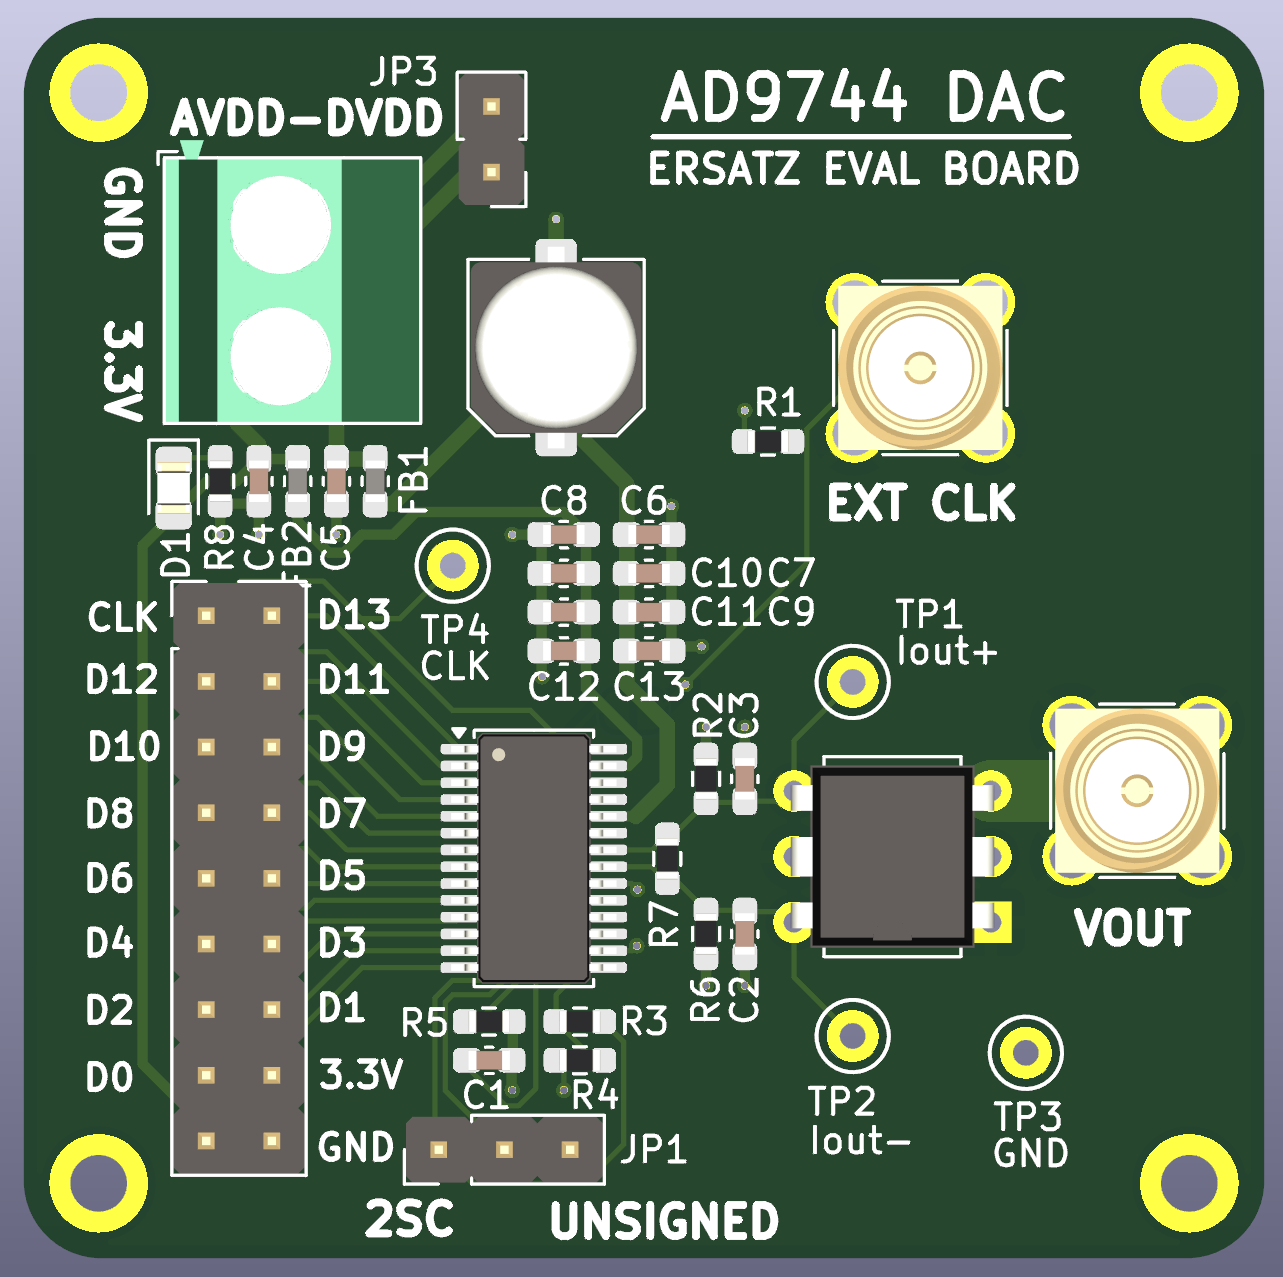 JP3
AVDD-DVDD
AD9744 DAC
ERSATZ EVAL BOARD
GND
3.3V
R1
EXT CLK
FB1
D1
R8
C4
FB2
C5
C8
C6
C10 C7
C11 C9
C12
C13
TP4
CLK
TP1
Iout+
CLK
D13
D12
D11
D10
D9
D8
D7
D6
D5
D4
D3
D2
D1
D0
3.3V
GND
R2
C3
R7
R6
C2
VOUT
R5
R3
C1
R4
TP2
Iout-
TP3
GND
JP1
2SC
UNSIGNED